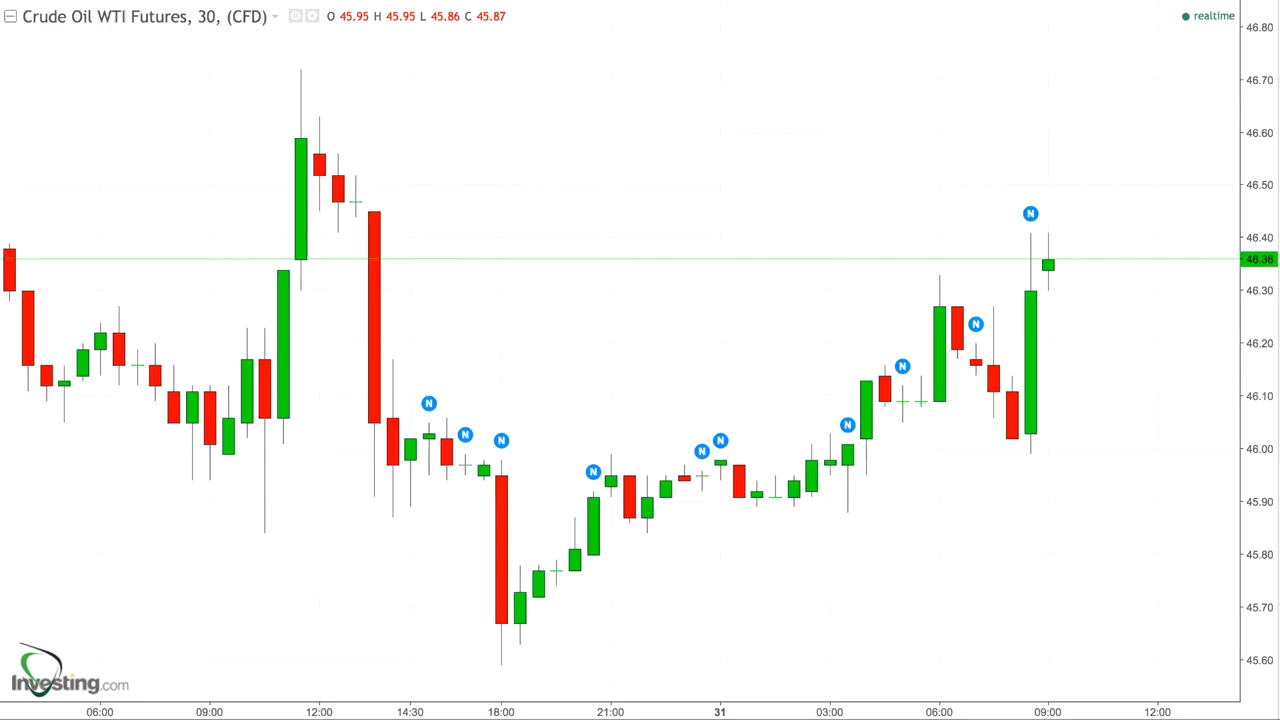 Crude Oil WTI Futures, 30, (CFD) O 45.95 H 45.95 L 45.86 C 45.87
realtime
46.80
46.70
46.60
46.50
46.40
46.36
46.30
46.20
46.10
46.00
45.90
45.80
45.70
45.60
N
N
N
N
N
N
N
N
N
N
Investing.com
06:00 09:00 12:00 14:30 18:00 21:00 31 03:00 06:00 09:00 12:00